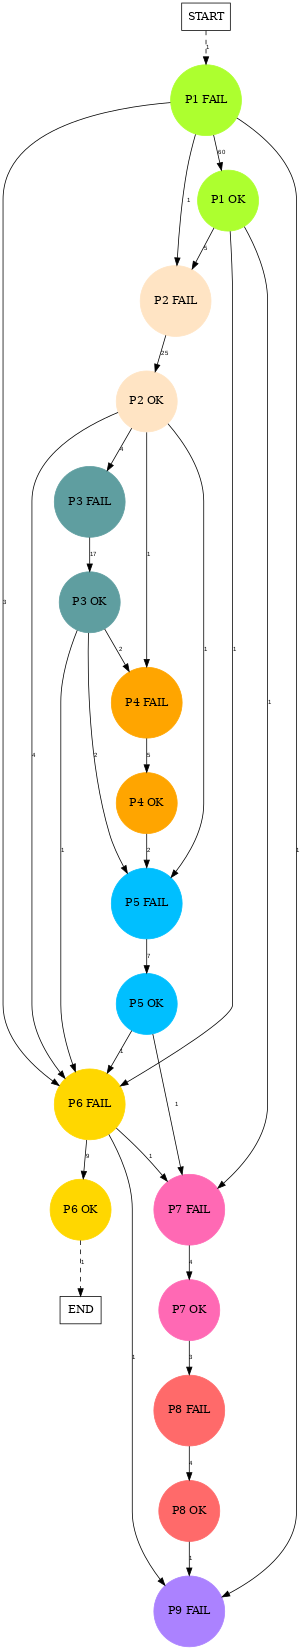 START
1
P1 FAIL
60
P1 OK
1
5
P2 FAIL
25
P2 OK
4
P3 FAIL
17
1
P3 OK
3
2
1
1
1
P4 FAIL
4
2
5
P4 OK
1
2
1
P5 FAIL
7
P5 OK
1
P6 FAIL
1
9
1
P6 OK
P7 FAIL
1
4
END
P7 OK
1
P8 FAIL
4
P8 OK
1
P9 FAIL